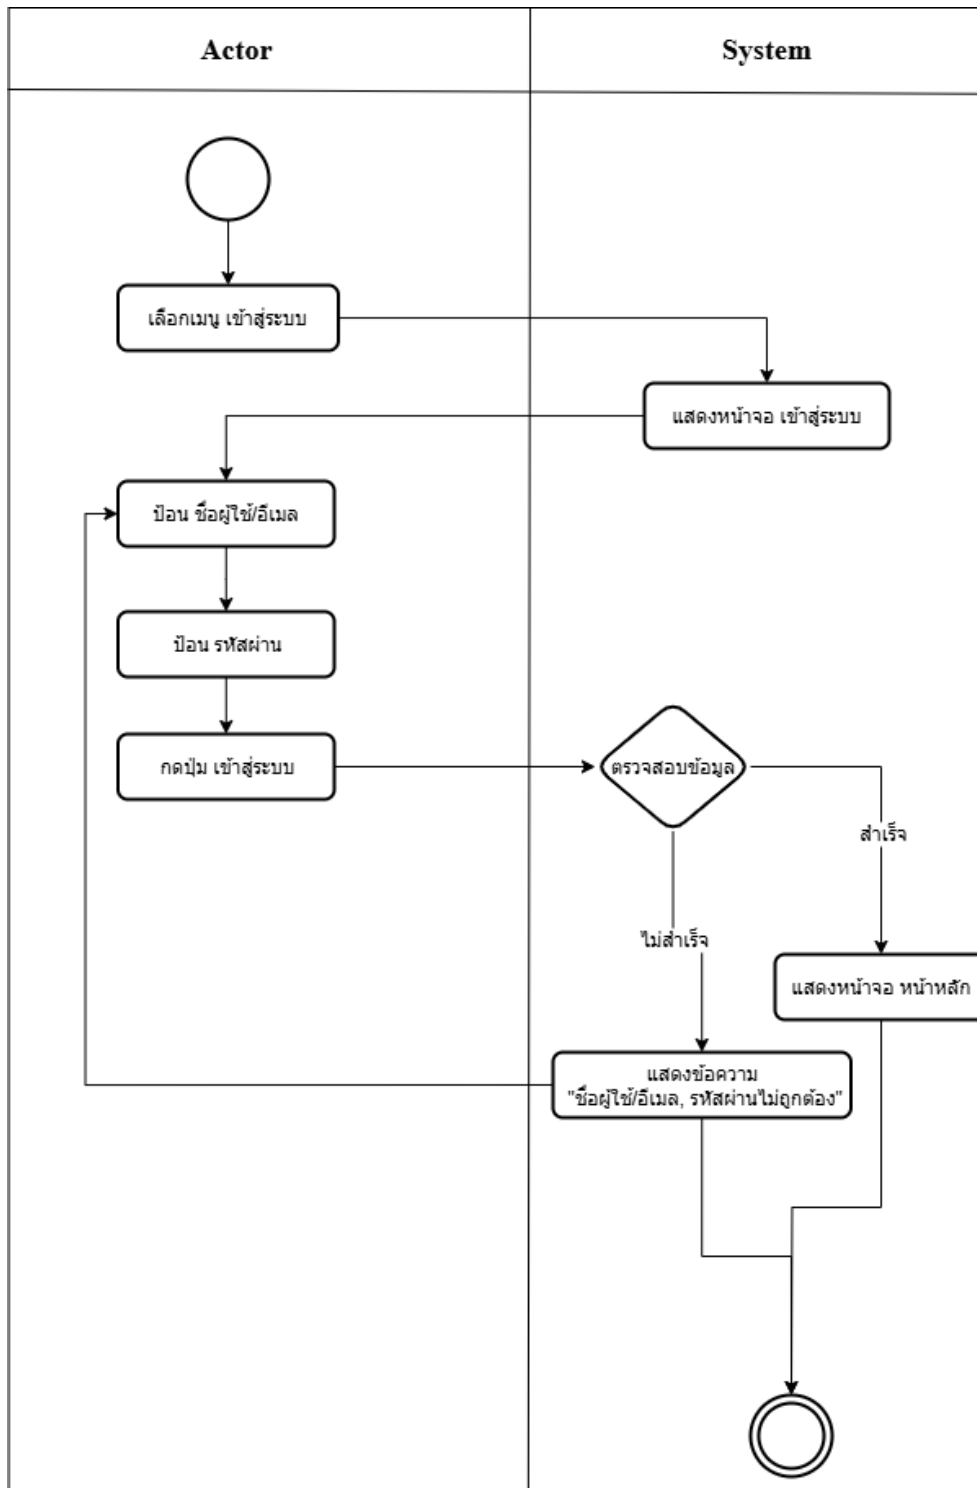 Actor
System
เลือกเมนู เข้าสู่ระบบ
แสดงหน้าจอ เข้าสู่ระบบ
ป้อน ชื่อผู้ใช้/อีเมล
ป้อน รหัสผ่าน
กดปุ่ม เข้าสู่ระบบ
ตรวจสอบข้อมูล
สำเร็จ
ไม่สำเร็จ
แสดงหน้าจอ หน้าหลัก
แสดงข้อความ
"ชื่อผู้ใช้/อีเมล, รหัสผ่านไม่ถูกต้อง"